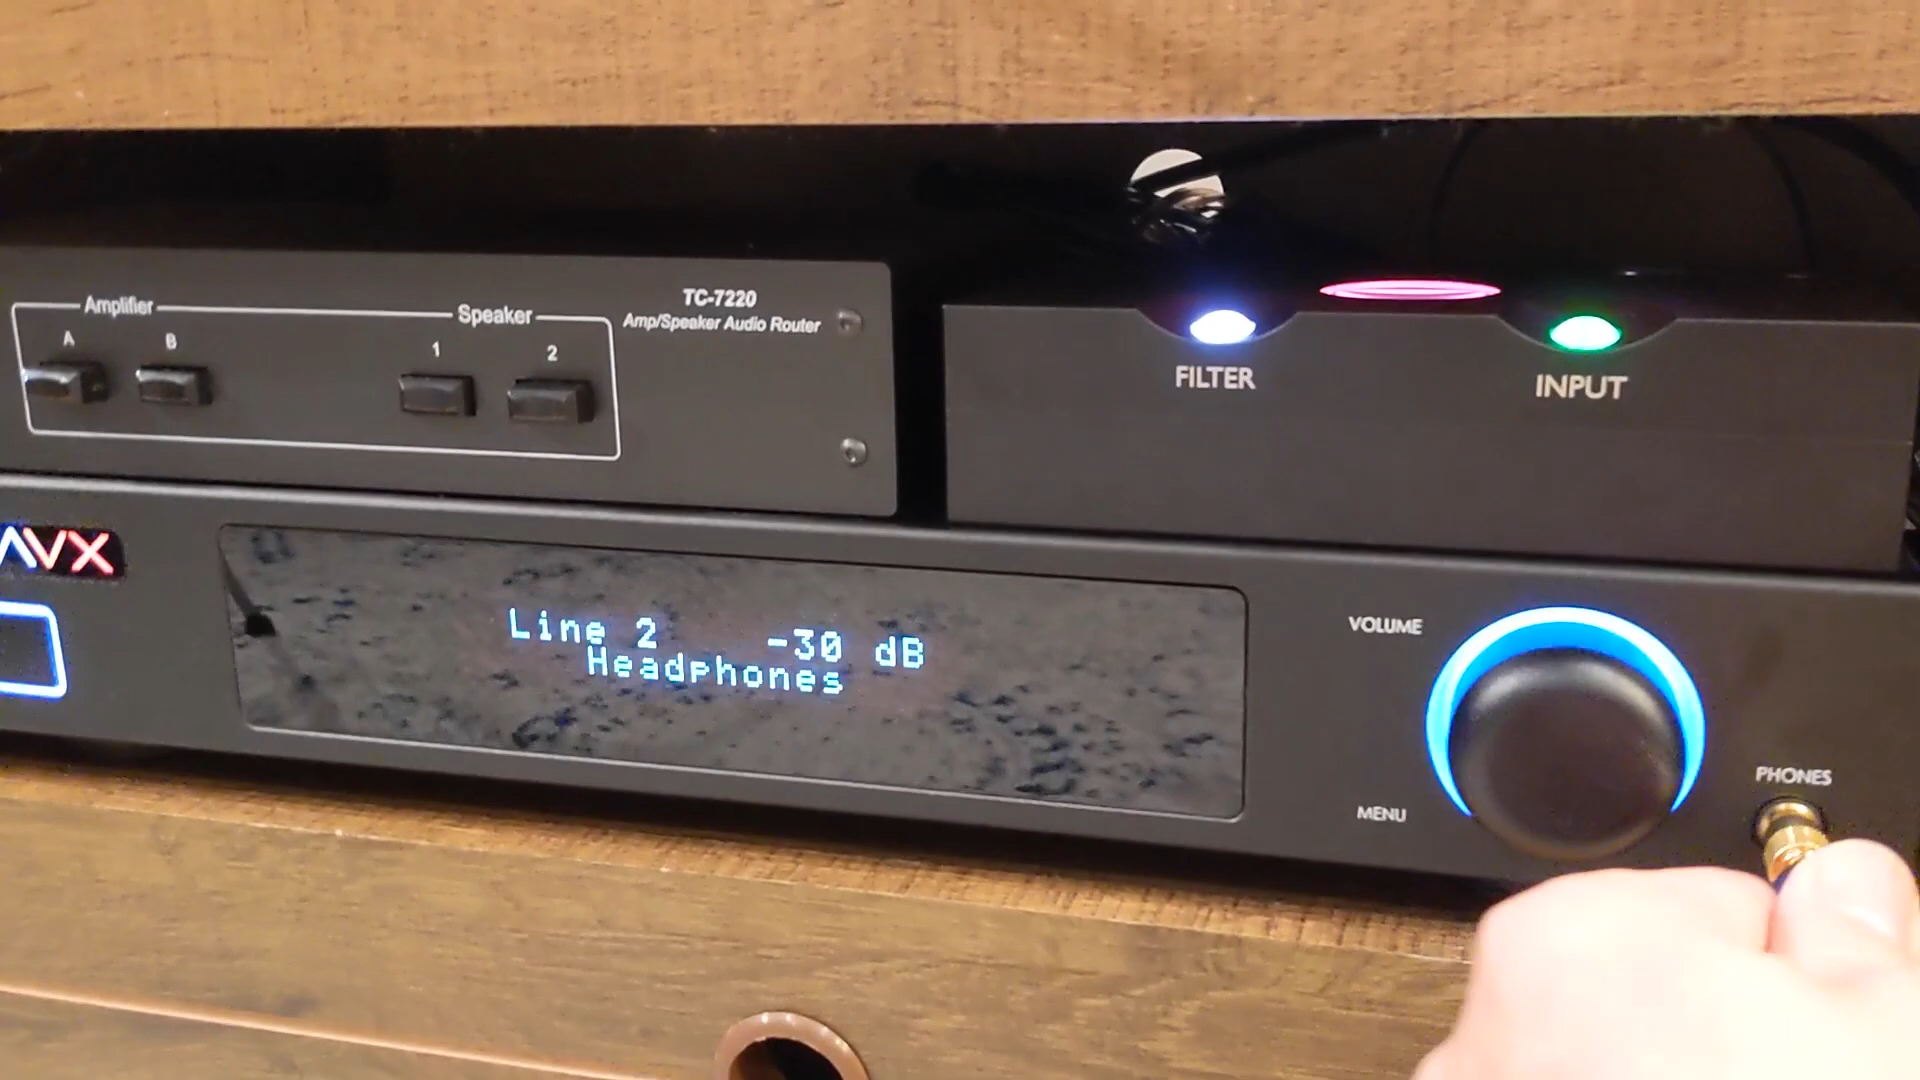 Amplifier
Speaker
TC-7220
Amp/Speaker Audio Router
A
B
1
2
FILTER
INPUT
AVX
Line 2 -30 dB
Headphones
VOLUME
MENU
PHONES